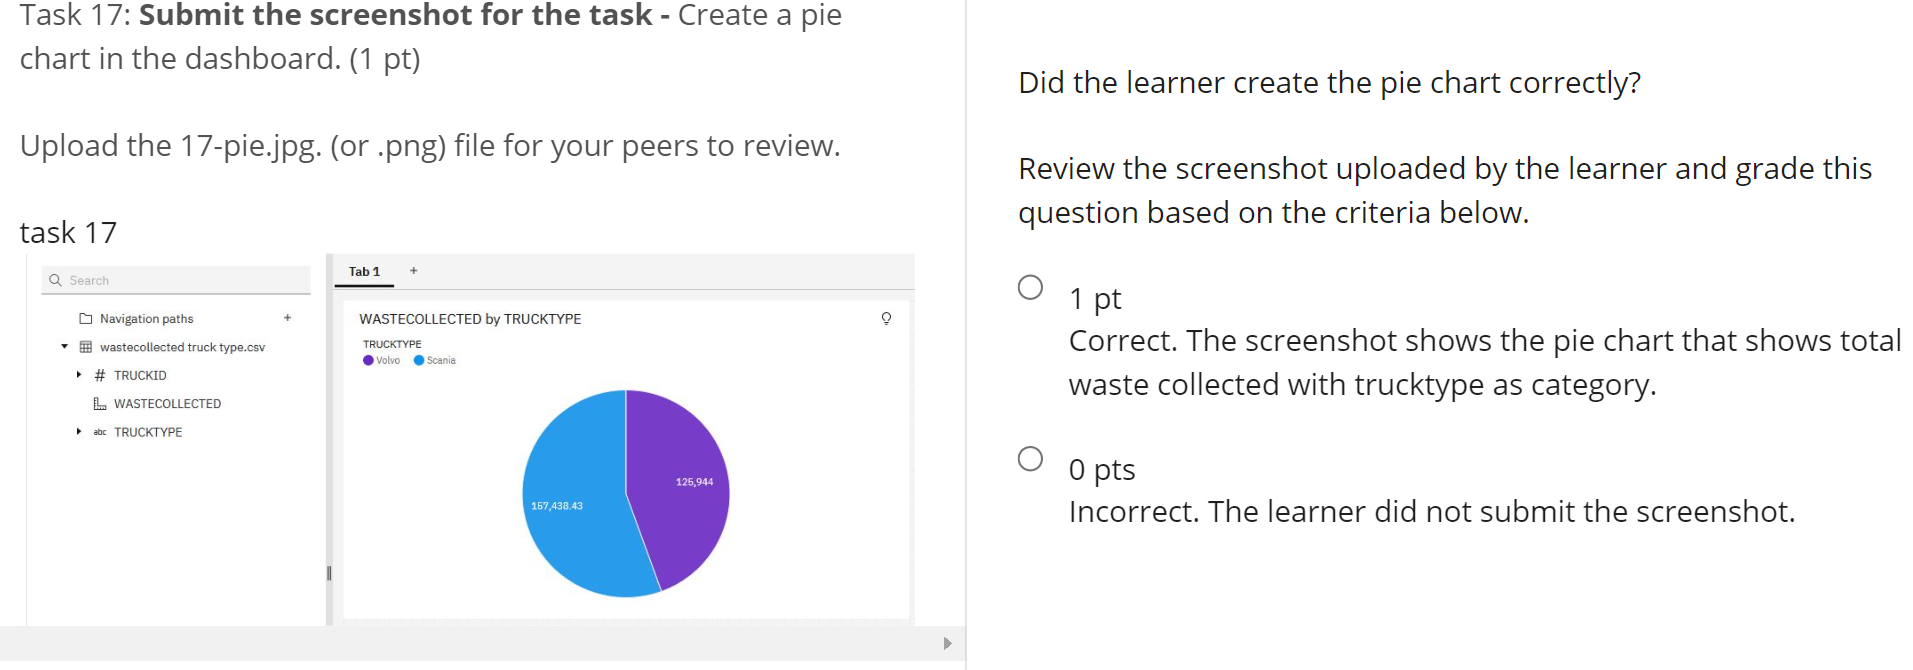 Task 17: Submit the screenshot for the task - Create a pie
chart in the dashboard. (1 pt)
Upload the 17-pie.jpg. (or .png) file for your peers to review.
task 17
Search
Navigation paths +
wastecollected truck type.csv
# TRUCKID
WASTECOLLECTED
abc TRUCKTYPE
Tab 1 +
WASTECOLLECTED by TRUCKTYPE
TRUCKTYPE
Volvo Scania
125,944
157,438.43
Did the learner create the pie chart correctly?
Review the screenshot uploaded by the learner and grade this
question based on the criteria below.
1 pt
Correct. The screenshot shows the pie chart that shows total
waste collected with trucktype as category.
0 pts
Incorrect. The learner did not submit the screenshot.